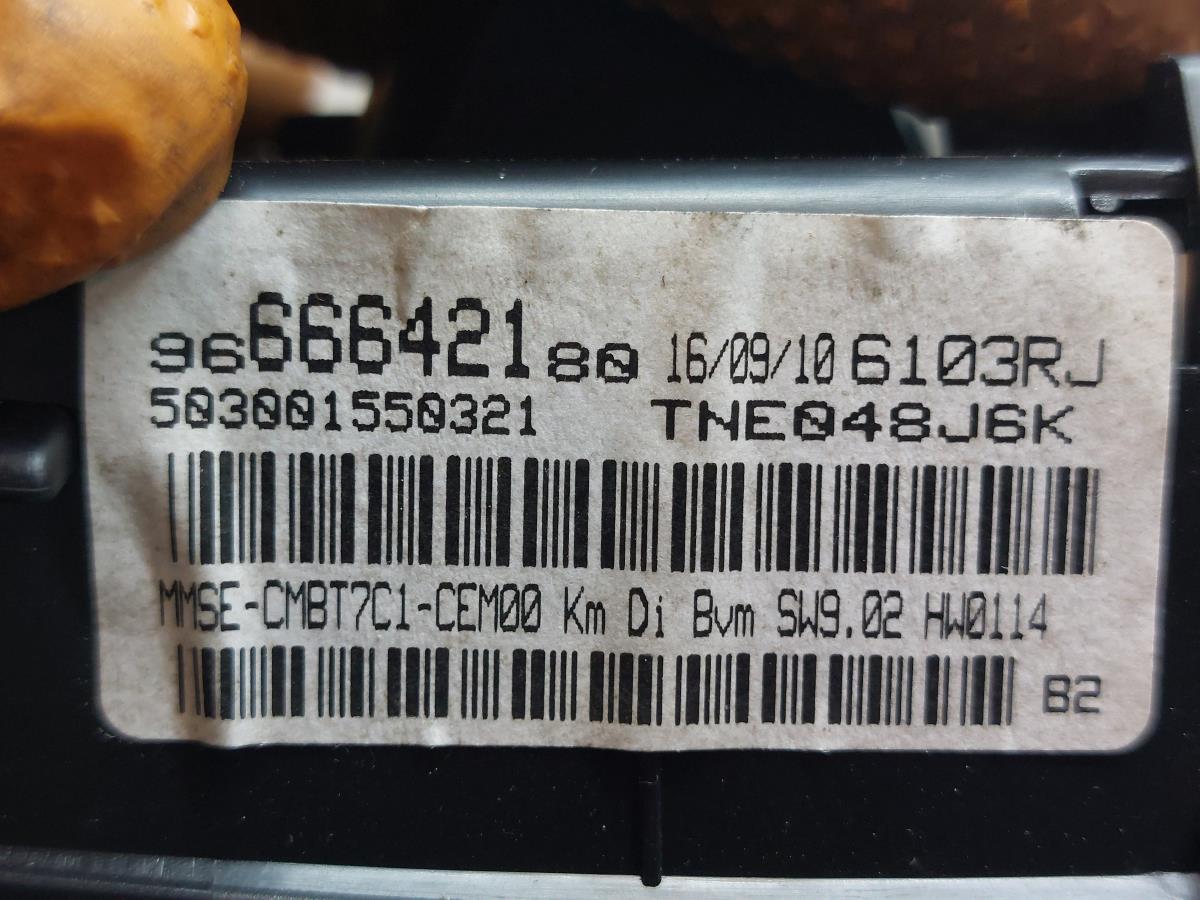 9666642180 16/09/10 6103RJ
503001550321 TNE048J6K
MMSE-CMBT7C1-CEM00 Km Di Bvm SW9.02 HW0114
B2